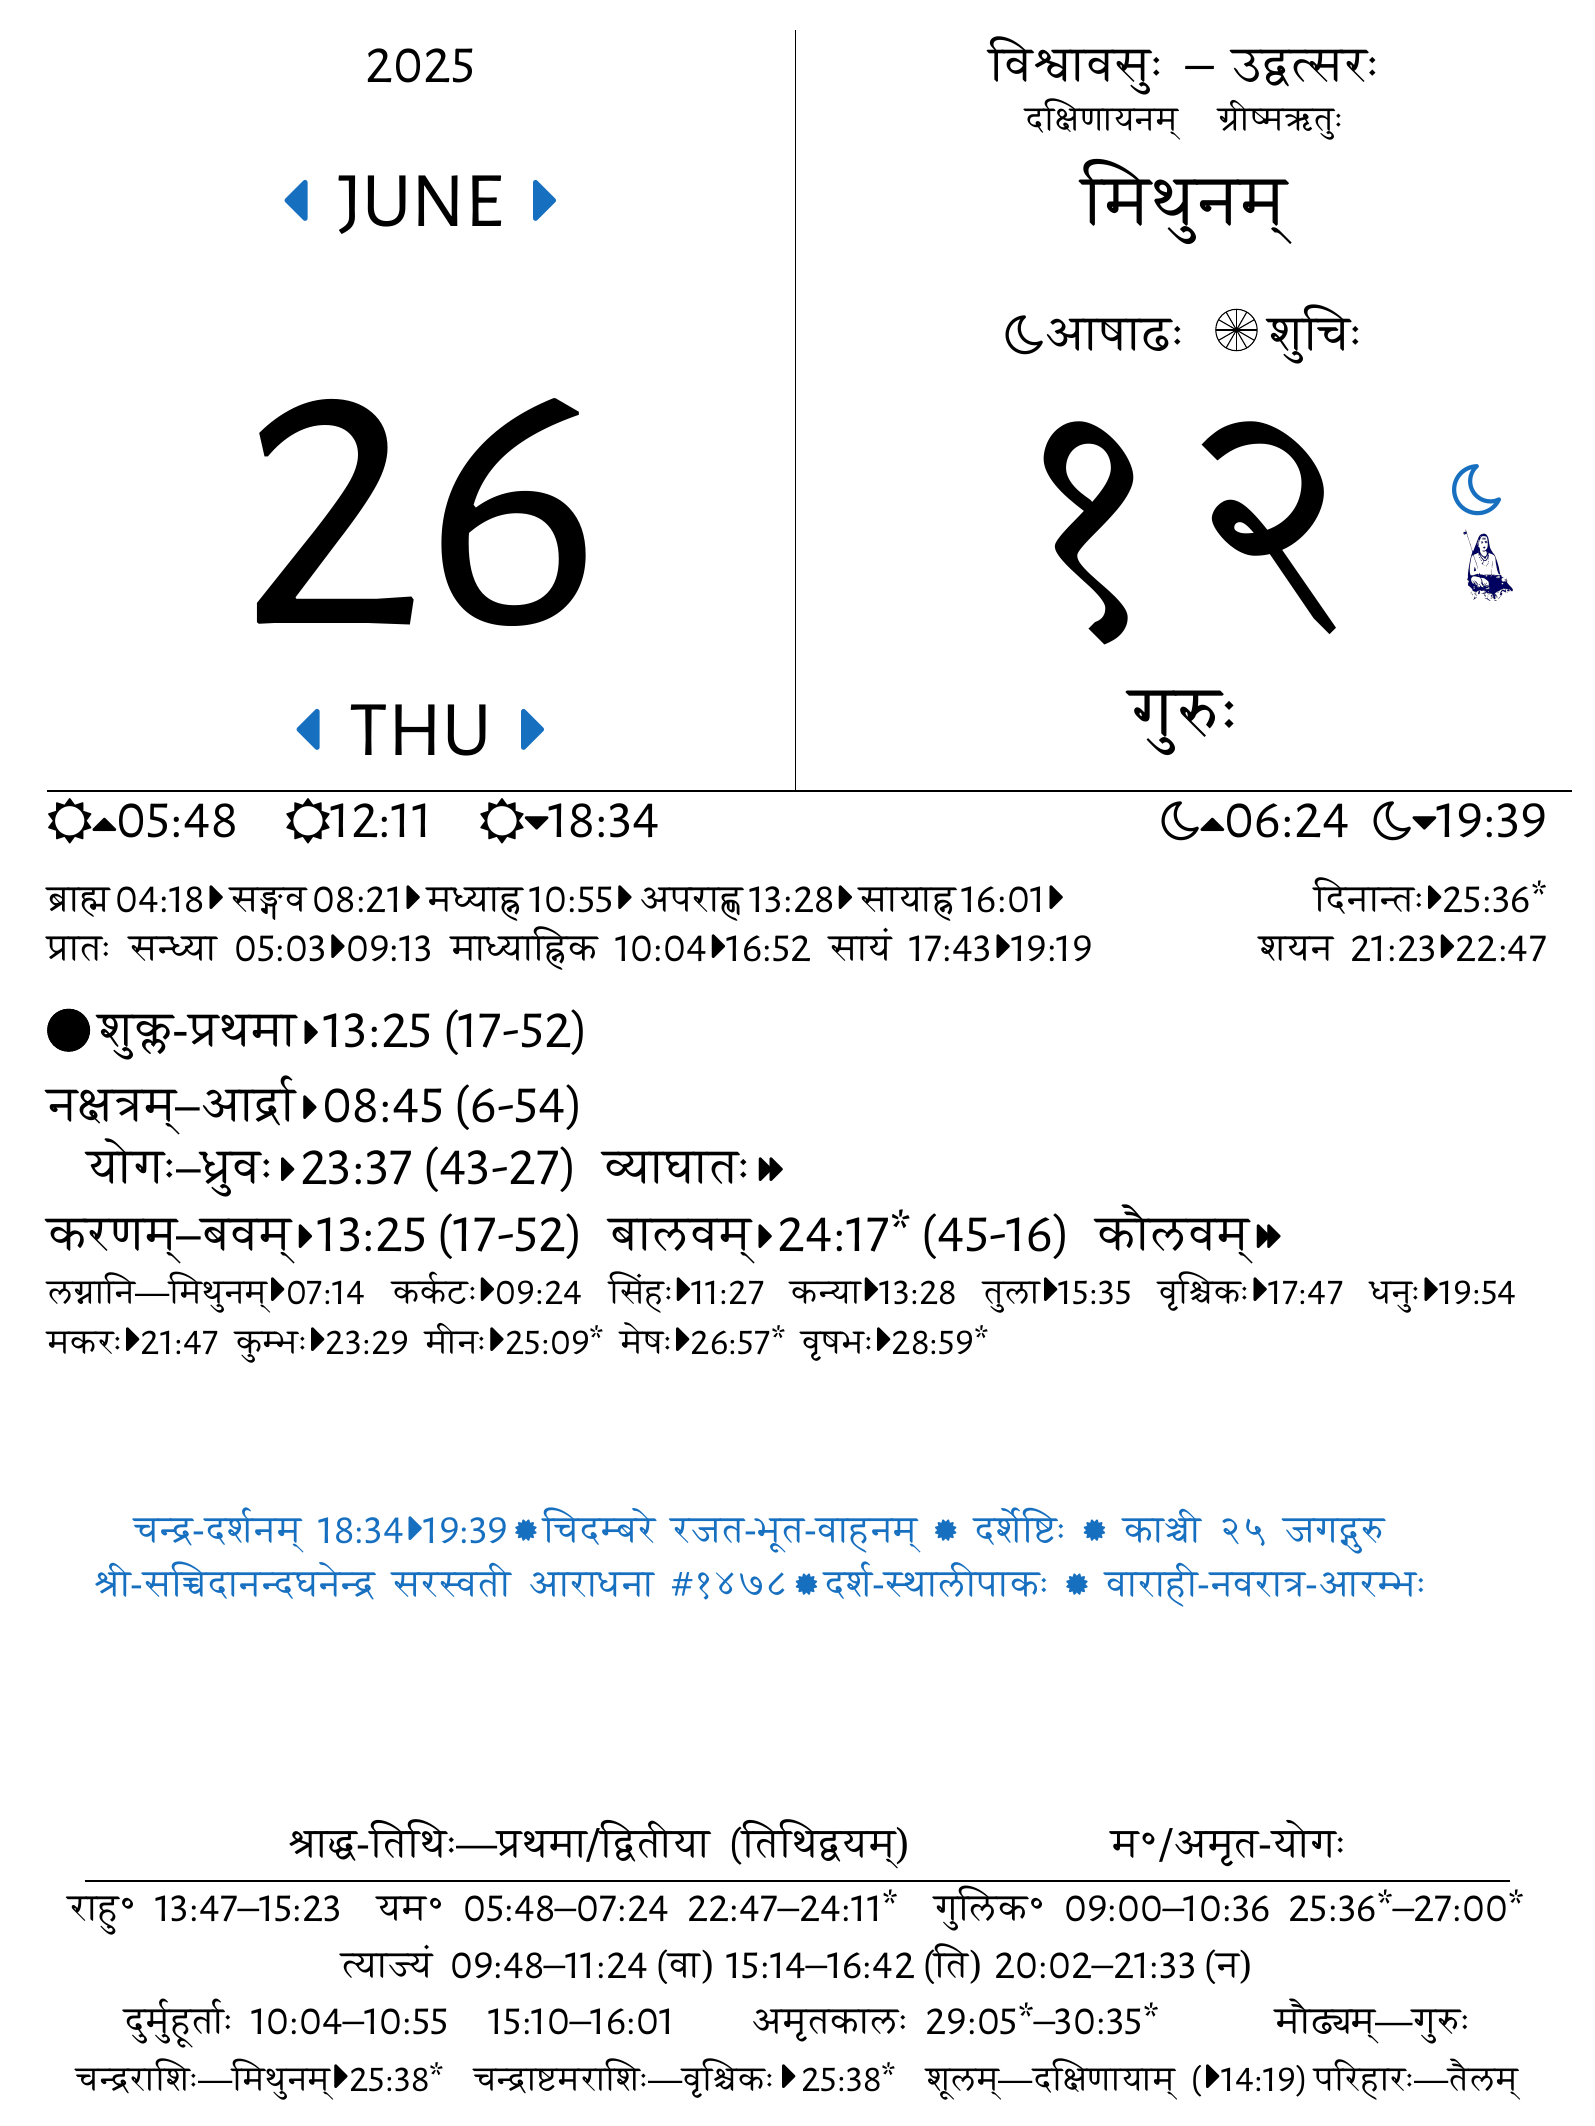 2025
JUNE
26
THU
विश्वावसुः – उद्वत्सरः
दक्षिणायनम् ग्रीष्मऋतुः
मिथुनम्
आषाढः शुचिः
१२
गुरुः
05:48 12:11 18:34 06:24 19:39
ब्राह्म 04:18 सङ्गव 08:21 मध्याह्न 10:55 अपराह्ण 13:28 सायाह्न 16:01 दिनान्तः 25:36*
प्रातः सन्ध्या 05:03 09:13 माध्याह्निक 10:04 16:52 सायं 17:43 19:19 शयन 21:23 22:47
शुक्ल-प्रथमा 13:25 (17-52)
नक्षत्रम्–आर्द्रा 08:45 (6-54)
योगः–ध्रुवः 23:37 (43-27) व्याघातः
करणम्–बवम् 13:25 (17-52) बालवम् 24:17* (45-16) कौलवम्
लग्नानि—मिथुनम् 07:14 कर्कटः 09:24 सिंहः 11:27 कन्या 13:28 तुला 15:35 वृश्चिकः 17:47 धनुः 19:54
मकरः 21:47 कुम्भः 23:29 मीनः 25:09* मेषः 26:57* वृषभः 28:59*
चन्द्र-दर्शनम् 18:34 19:39 चिदम्बरे रजत-भूत-वाहनम् दर्शेष्टिः काञ्ची २५ जगद्गुरु
श्री-सच्चिदानन्दघनेन्द्र सरस्वती आराधना #१४७८ दर्श-स्थालीपाकः वाराही-नवरात्र-आरम्भः
श्राद्ध-तिथिः—प्रथमा/द्वितीया (तिथिद्वयम्) म॰/अमृत-योगः
राहु॰ 13:47–15:23 यम॰ 05:48–07:24 22:47–24:11* गुलिक॰ 09:00–10:36 25:36*–27:00*
त्याज्यं 09:48–11:24 (वा) 15:14–16:42 (ति) 20:02–21:33 (न)
दुर्मुहूर्ताः 10:04–10:55 15:10–16:01 अमृतकालः 29:05*–30:35* मौढ्यम्—गुरुः
चन्द्रराशिः—मिथुनम् 25:38* चन्द्राष्टमराशिः—वृश्चिकः 25:38* शूलम्—दक्षिणायाम् (14:19) परिहारः—तैलम्